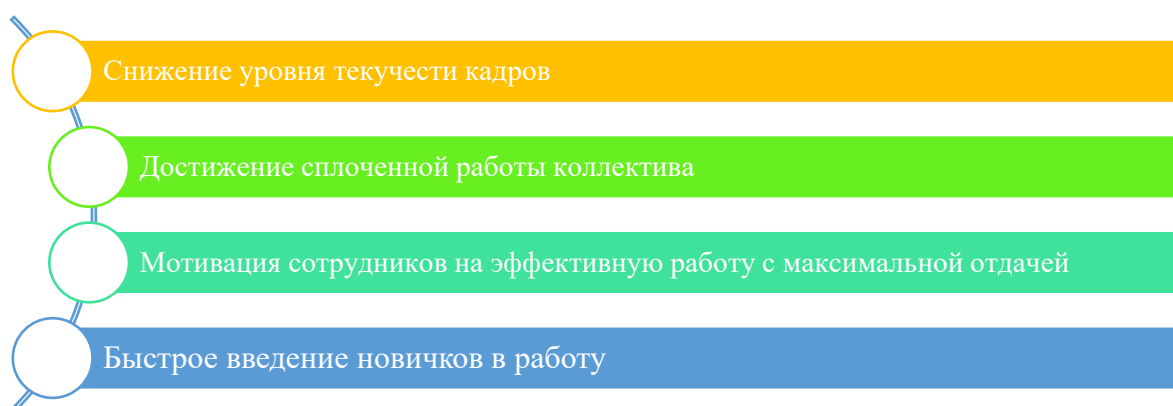 Снижение уровня текучести кадров
Достижение сплоченной работы коллектива
Мотивация сотрудников на эффективную работу с максимальной отдачей
Быстрое введение новичков в работу